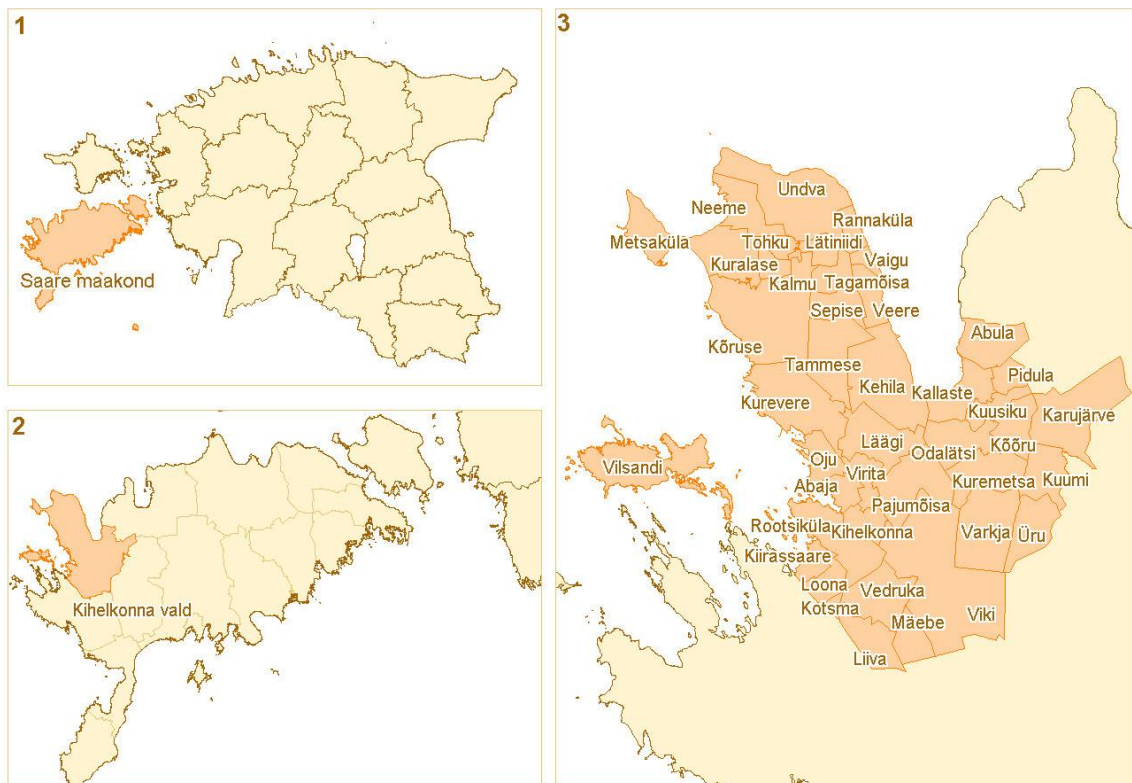 1
Saare maakond
2
Kihelkonna vald
3
Undva
Neeme
Rannaküla
Metsaküla
Tohku
Lätiniidi
Kuralase
Vaigu
Kalmu
Tagamõisa
Sepise
Veere
Abula
Kõruse
Tammese
Pidula
Kehila
Kallaste
Kurevere
Kuusiku
Karujärve
Läägi
Kõõru
Oju
Odalätsi
Vilsandi
Virita
Abaja
Kuremetsa
Kuumi
Pajumõisa
Rootsiküla
Kihelkonna
Varkja
Üru
Kiirassaare
Loona
Vedruka
Kotsma
Mäebe
Viki
Liiva